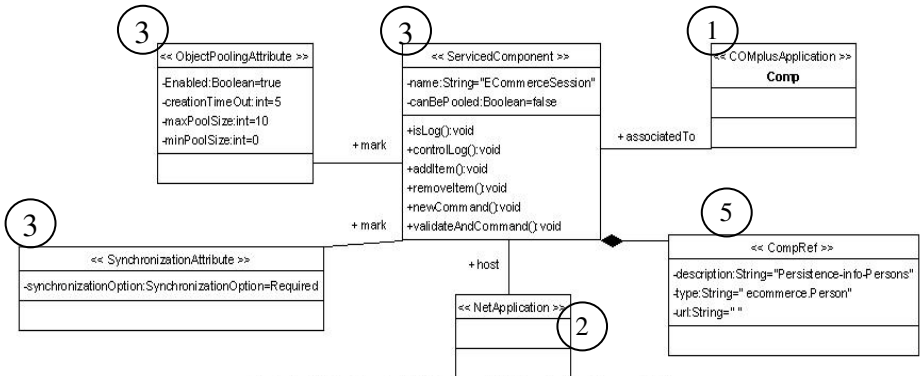 3
<< ObjectPoolingAttribute >>
-Enabled:Boolean=true
-creationTimeOut:int=5
-maxPoolSize:int=10
-minPoolSize:int=0
+ mark
3
<< ServicedComponent >>
-name:String="ECommerceSession"
-canBePooled:Boolean=false
+isLog():void
+controlLog():void
+addItem():void
+removeItem():void
+newCommand():void
+validateAndCommand():void
1
<< COMplusApplication >>
Comp
+ associatedTo
3
+ mark
<< SynchronizationAttribute >>
-synchronizationOption:SynchronizationOption=Required
+ host
<< NetApplication >>
2
5
<< CompRef >>
-description:String="Persistence-info-Persons"
-type:String=" ecommerce.Person"
-url:String=" "